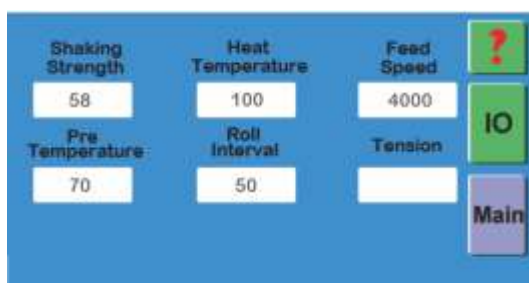 Shaking Strength
Heat Temperature
Feed Speed
?
58
100
4000
IO
Pre Temperature
Roll Interval
Tension
70
50
Main